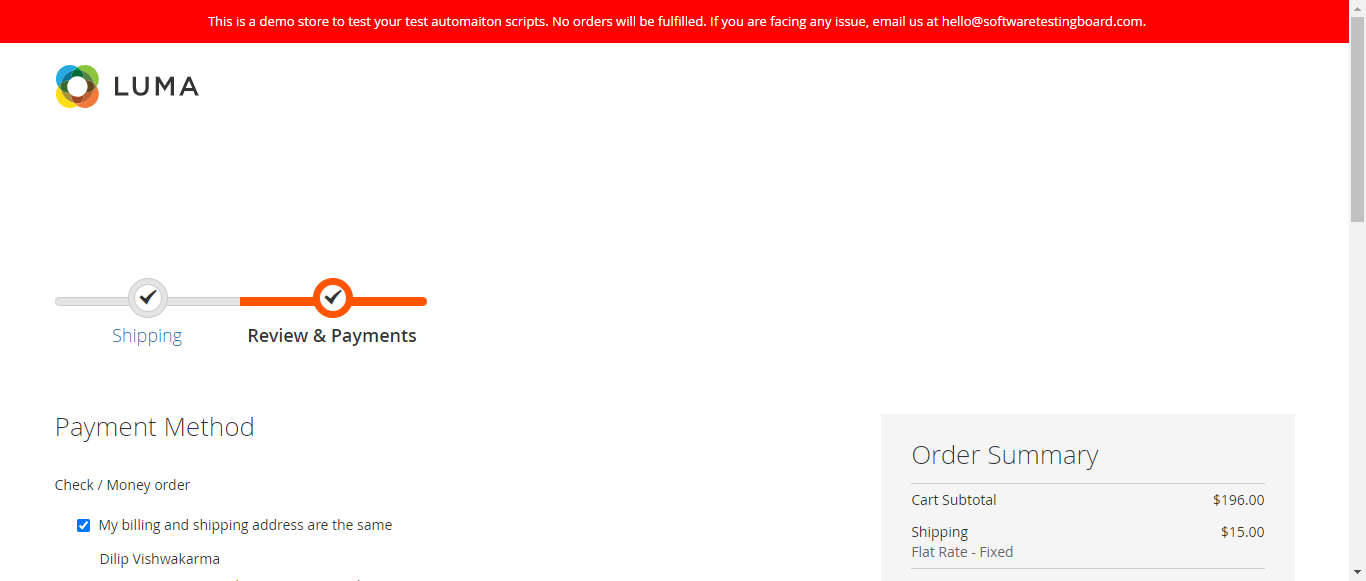 This is a demo store to test your test automaiton scripts. No orders will be fulfilled. If you are facing any issue, email us at hello@softwaretestingboard.com.
LUMA
Shipping
Review & Payments
Payment Method
Check / Money order
My billing and shipping address are the same
Dilip Vishwakarma
Order Summary
Cart Subtotal $196.00
Shipping $15.00
Flat Rate - Fixed